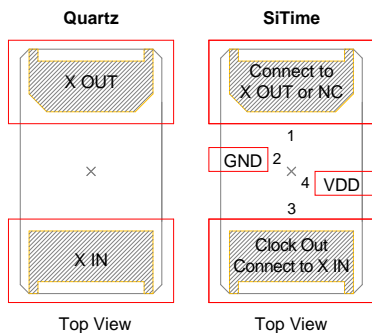 Quartz
SiTime
X OUT
Connect to
X OUT or NC
1
GND
2
4
VDD
3
X IN
Clock Out
Connect to X IN
Top View
Top View